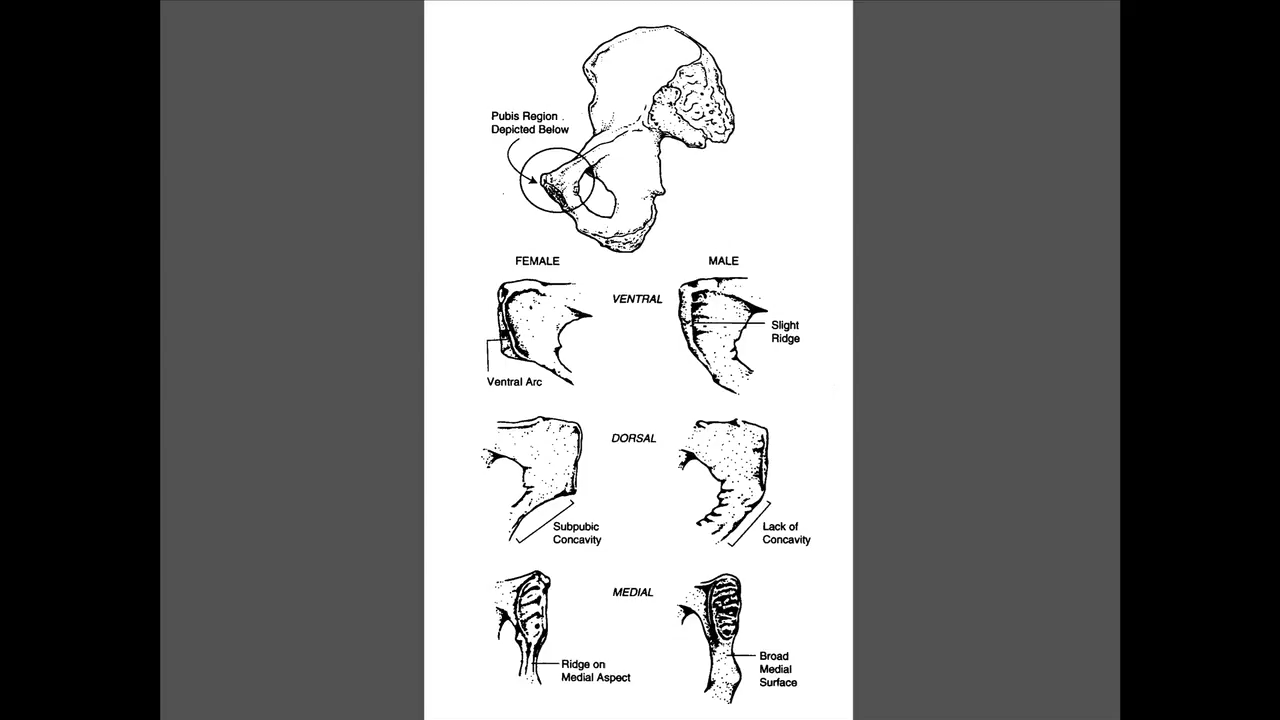 Pubis Region
Depicted Below
FEMALE
MALE
VENTRAL
Slight
Ridge
Ventral Arc
DORSAL
Subpubic
Concavity
Lack of
Concavity
MEDIAL
Ridge on
Medial Aspect
Broad
Medial
Surface